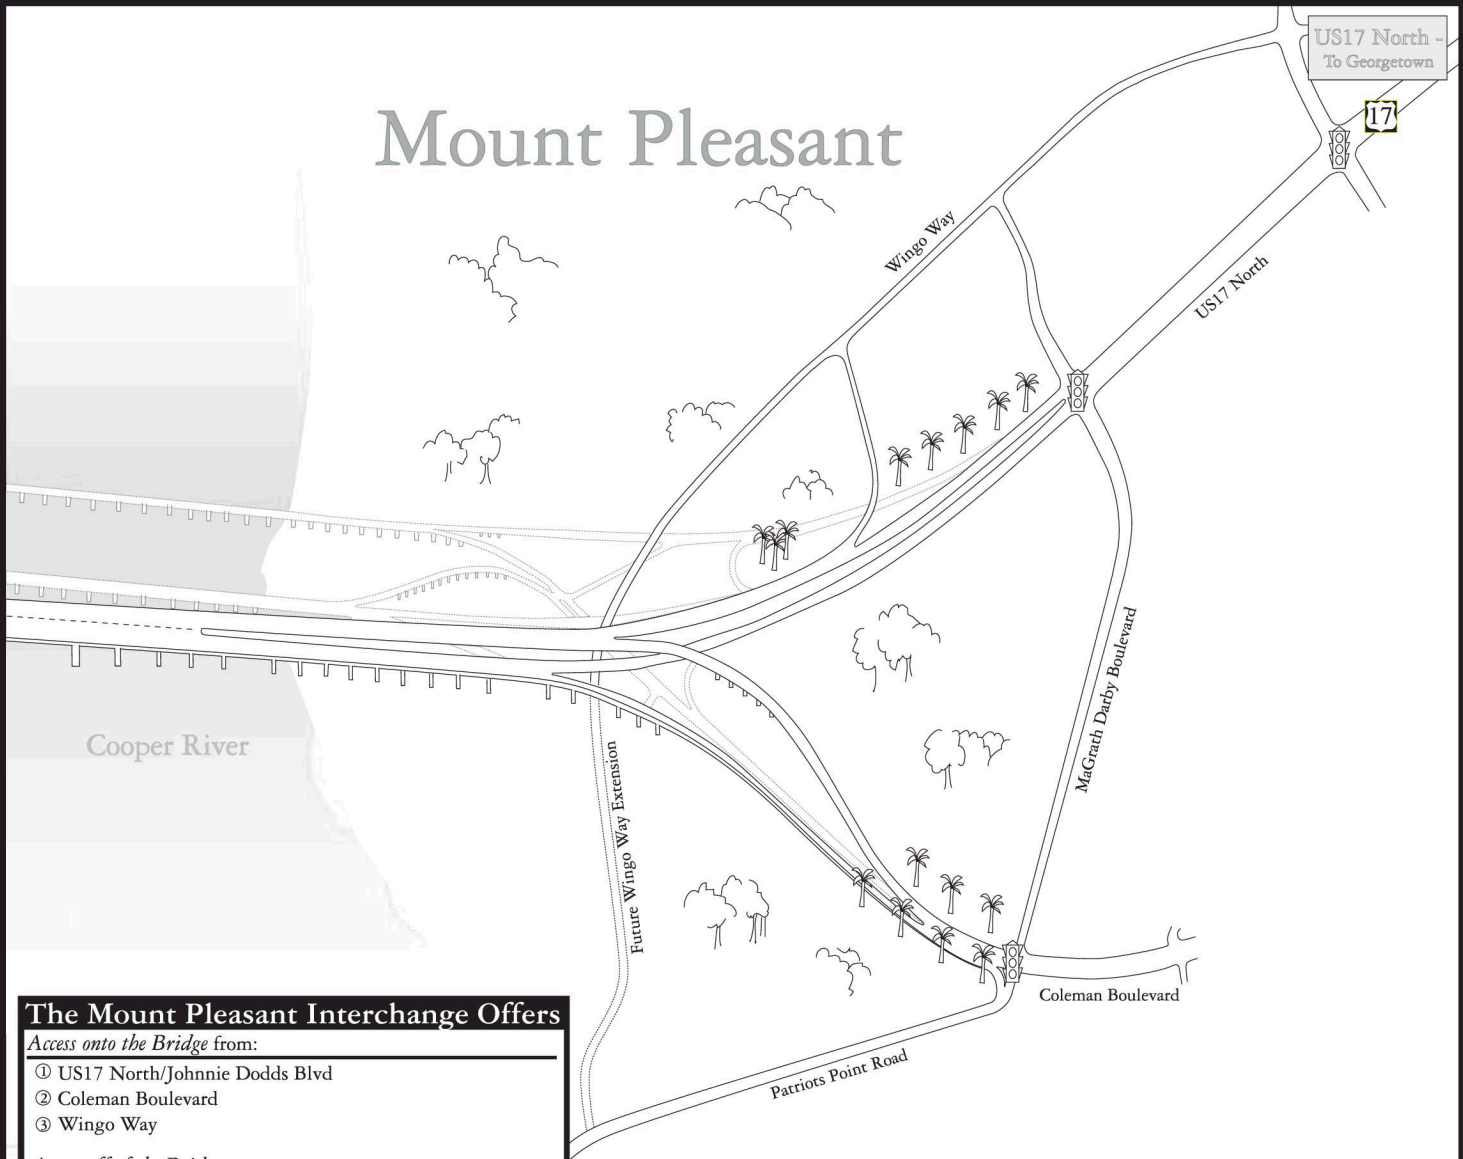 US17 North -
To Georgetown
17
Mount Pleasant
Wingo Way
US17 North
MaGrath Darby Boulevard
Cooper River
Future Wingo Way Extension
Coleman Boulevard
Patriots Point Road
The Mount Pleasant Interchange Offers
Access onto the Bridge from:
① US17 North/Johnnie Dodds Blvd
② Coleman Boulevard
③ Wingo Way